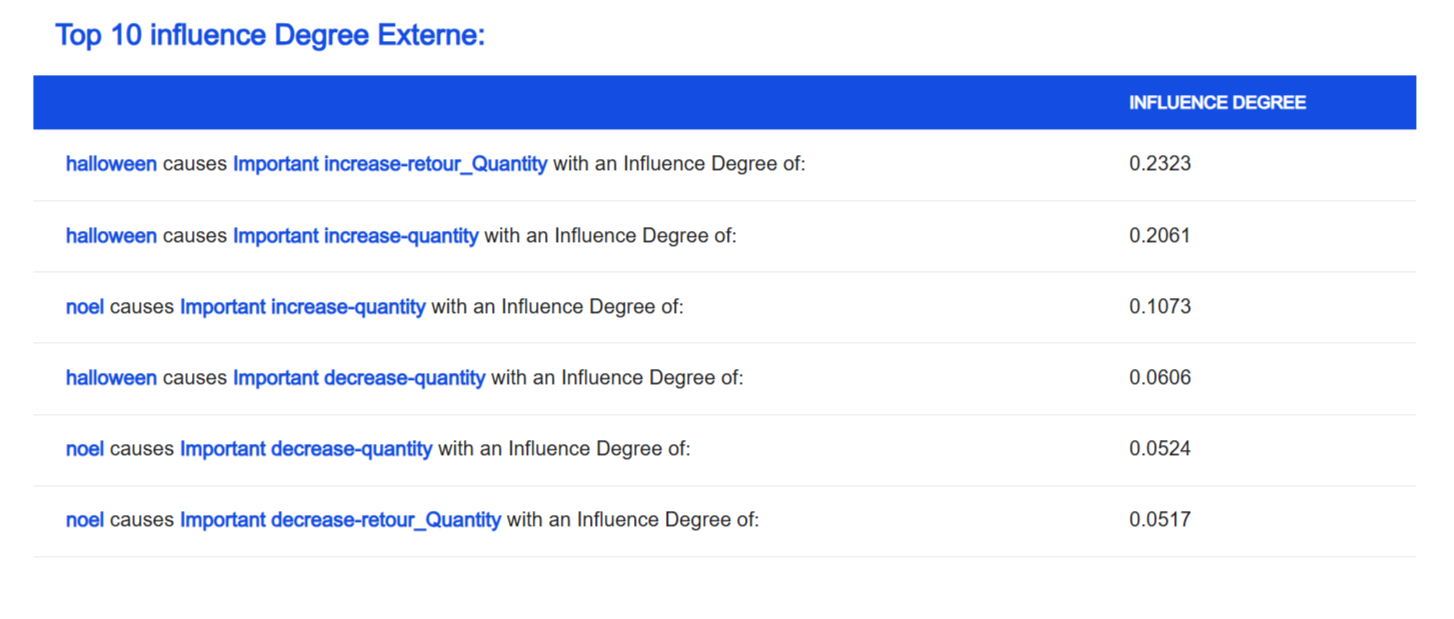 Top 10 influence Degree Externe:
INFLUENCE DEGREE
halloween causes Important increase-retour_Quantity with an Influence Degree of: 0.2323
halloween causes Important increase-quantity with an Influence Degree of: 0.2061
noel causes Important increase-quantity with an Influence Degree of: 0.1073
halloween causes Important decrease-quantity with an Influence Degree of: 0.0606
noel causes Important decrease-quantity with an Influence Degree of: 0.0524
noel causes Important decrease-retour_Quantity with an Influence Degree of: 0.0517